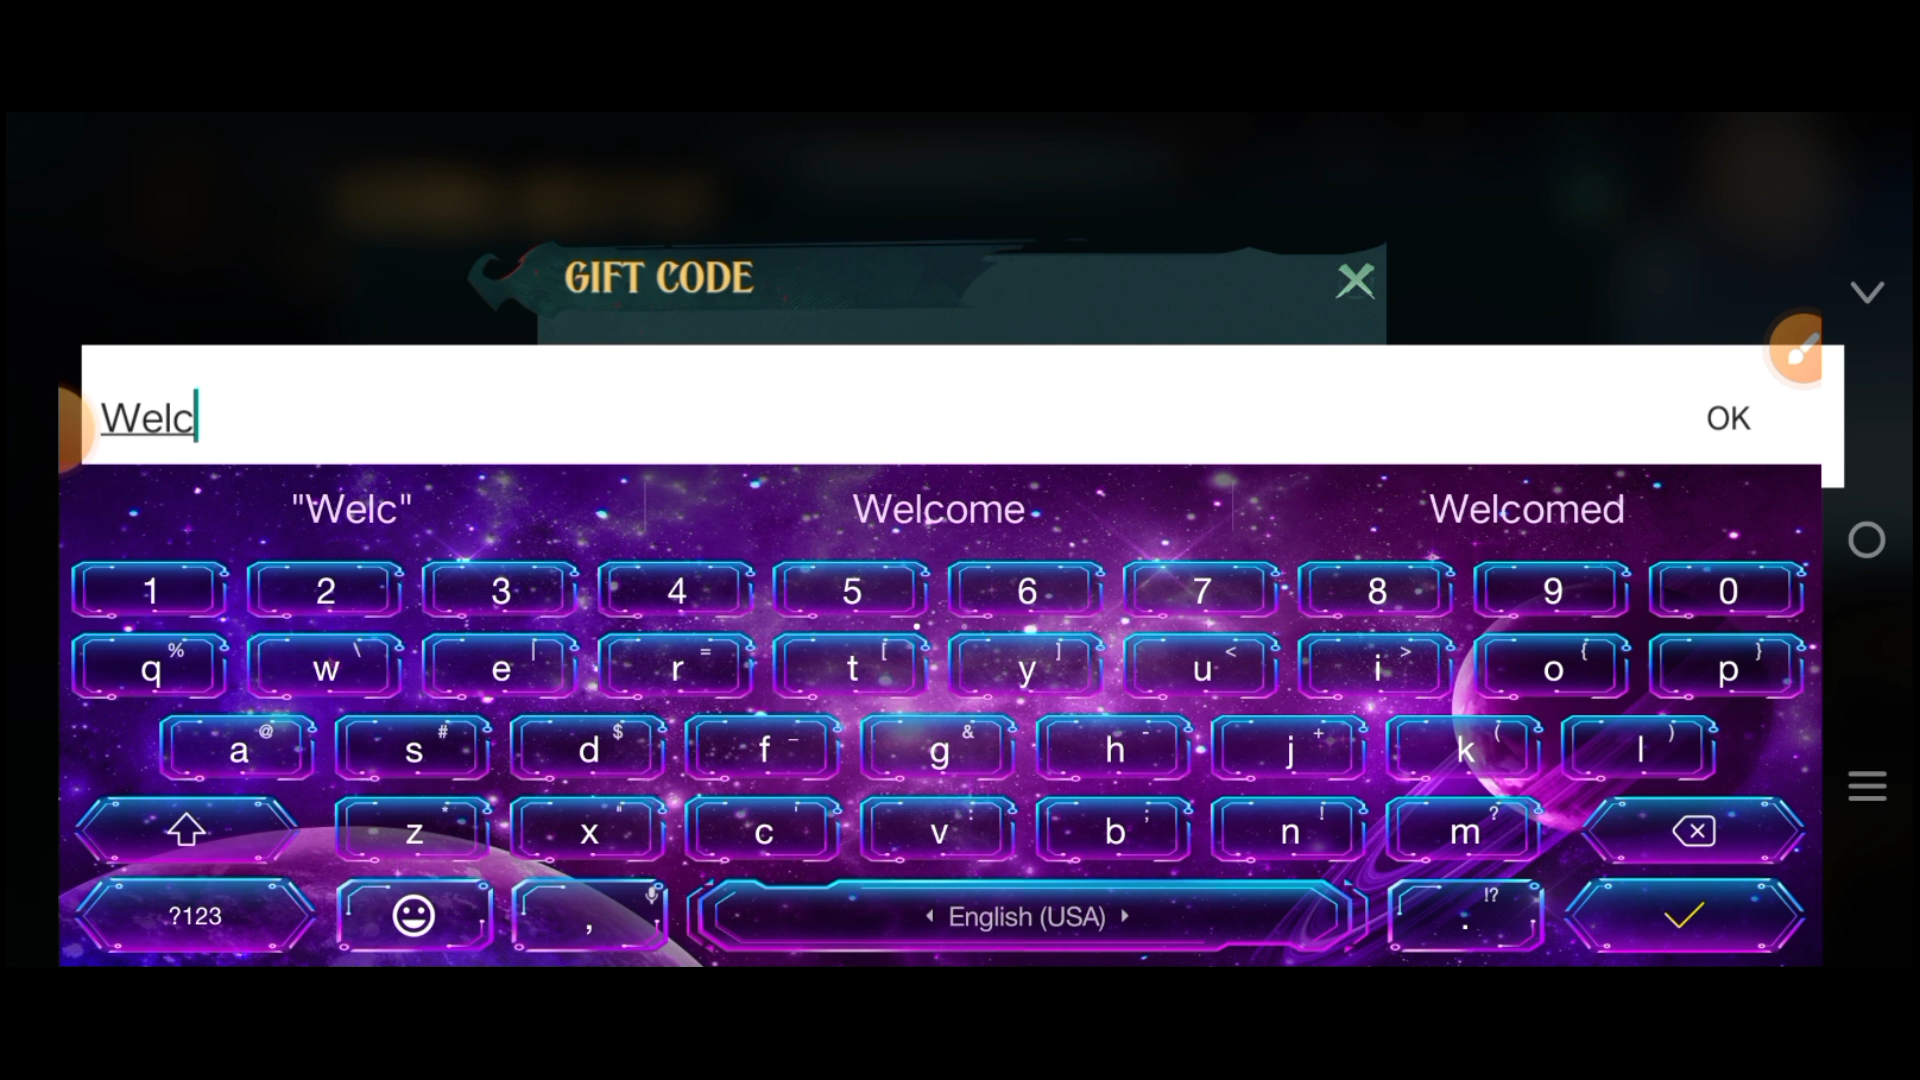 GIFT CODE
Welc
OK
"Welc" Welcome Welcomed
1 2 3 4 5 6 7 8 9 0
q % w \ e | r = t [ y ] u < i > o { p }
a @ s # d $ f _ g & h - j + k ( l )
z * x " c ' v : b ; n ! m ?
?123 , English (USA) . !?